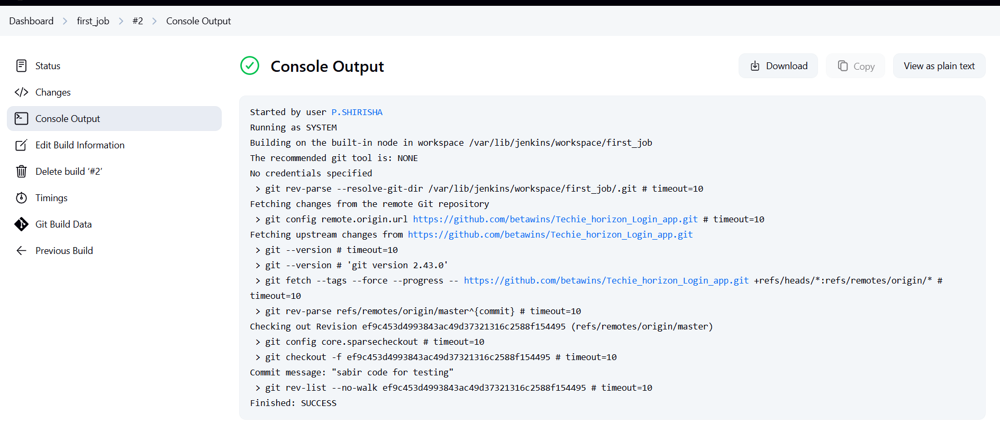 Dashboard > first_job > #2 > Console Output
Status
Changes
Console Output
Edit Build Information
Delete build ‘#2’
Timings
Git Build Data
Previous Build
Console Output
Download
Copy
View as plain text
Started by user P.SHIRISHA
Running as SYSTEM
Building on the built-in node in workspace /var/lib/jenkins/workspace/first_job
The recommended git tool is: NONE
No credentials specified
 > git rev-parse --resolve-git-dir /var/lib/jenkins/workspace/first_job/.git # timeout=10
Fetching changes from the remote Git repository
 > git config remote.origin.url https://github.com/betawins/Techie_horizon_Login_app.git # timeout=10
Fetching upstream changes from https://github.com/betawins/Techie_horizon_Login_app.git
 > git --version # timeout=10
 > git --version # 'git version 2.43.0'
 > git fetch --tags --force --progress -- https://github.com/betawins/Techie_horizon_Login_app.git +refs/heads/*:refs/remotes/origin/* #
timeout=10
 > git rev-parse refs/remotes/origin/master^{commit} # timeout=10
Checking out Revision ef9c453d4993843ac49d37321316c2588f154495 (refs/remotes/origin/master)
 > git config core.sparsecheckout # timeout=10
 > git checkout -f ef9c453d4993843ac49d37321316c2588f154495 # timeout=10
Commit message: "sabir code for testing"
 > git rev-list --no-walk ef9c453d4993843ac49d37321316c2588f154495 # timeout=10
Finished: SUCCESS